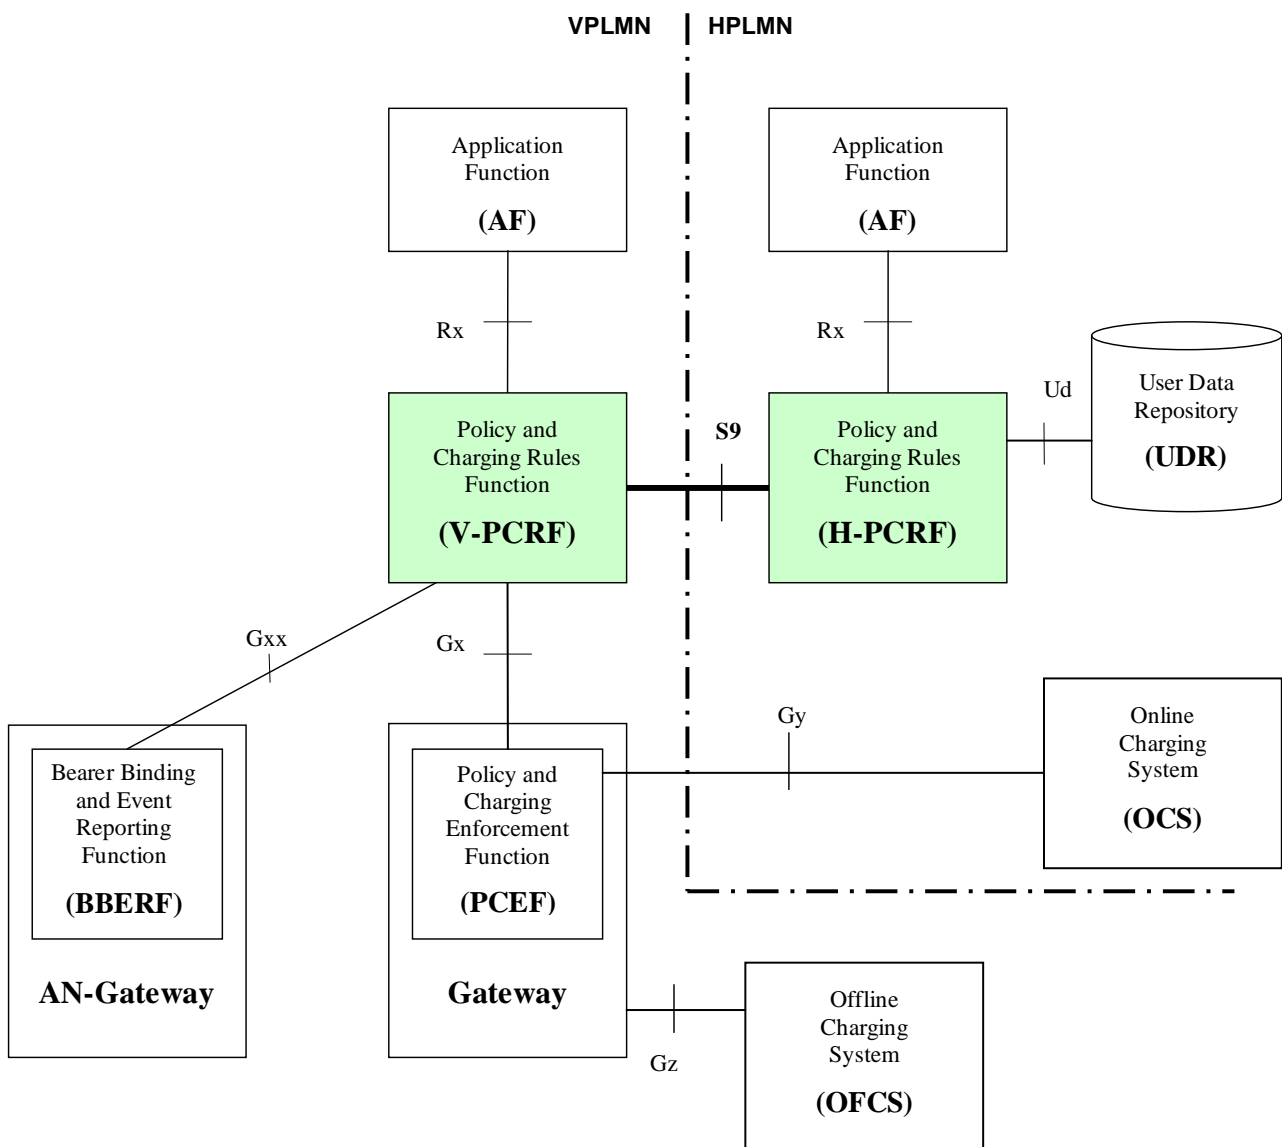 VPLMN
HPLMN
Application
Function
(AF)
Application
Function
(AF)
Rx
Rx
Policy and
Charging Rules
Function
(V-PCRF)
S9
Policy and
Charging Rules
Function
(H-PCRF)
Ud
User Data
Repository
(UDR)
Gxx
Gx
Gy
Bearer Binding
and Event
Reporting
Function
(BBERF)
AN-Gateway
Policy and
Charging
Enforcement
Function
(PCEF)
Gateway
Online
Charging
System
(OCS)
Gz
Offline
Charging
System
(OFCS)